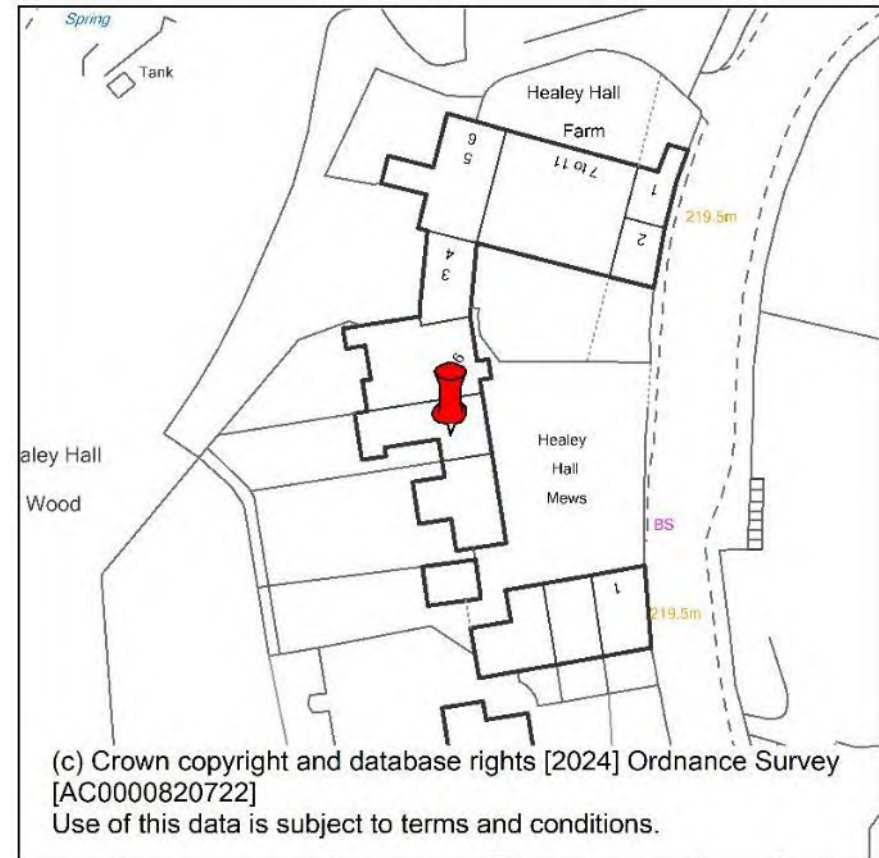 Spring
Tank
Healey Hall
Farm
6
5
7 to 11
1
2
219.5m
4
3
9
Healey
Hall
Mews
aley Hall
Wood
BS
1
219.5m
(c) Crown copyright and database rights [2024] Ordnance Survey
[AC0000820722]
Use of this data is subject to terms and conditions.